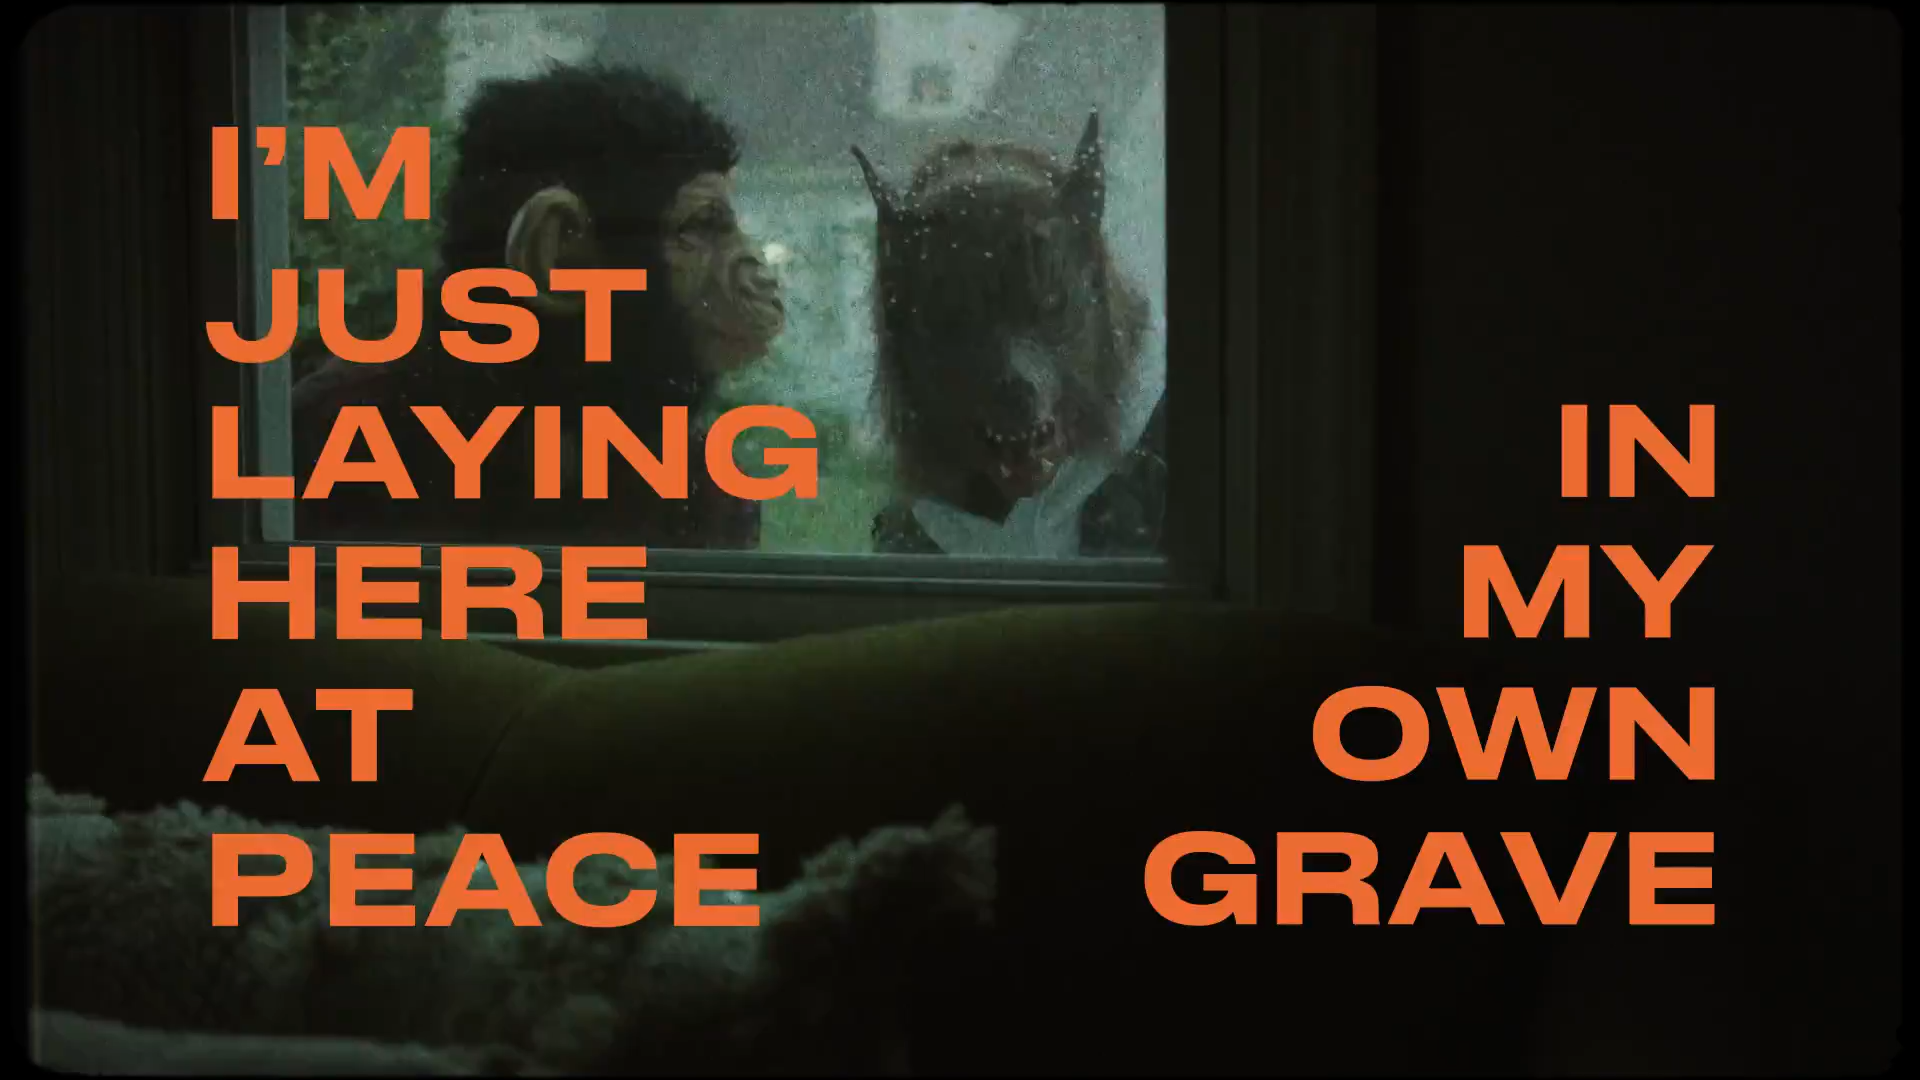 I’M
JUST
LAYING
HERE
AT
PEACE
IN
MY
OWN
GRAVE